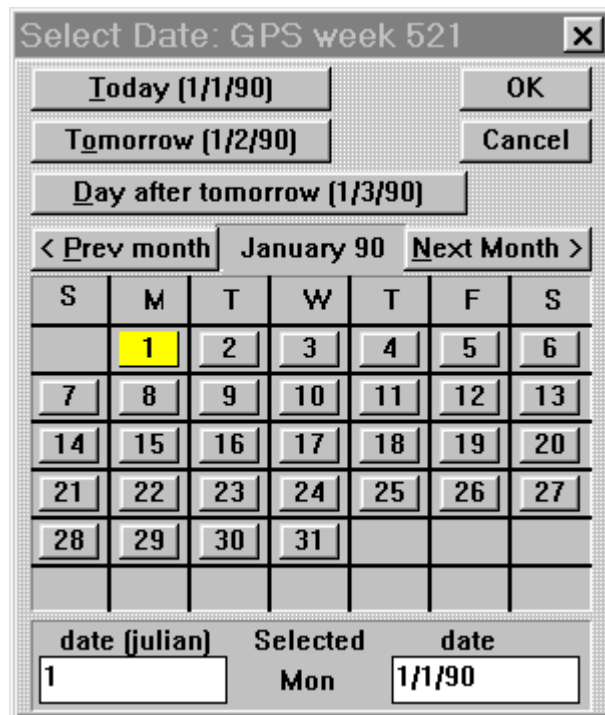 Select Date: GPS week 521
Today (1/1/90) OK
Tomorrow (1/2/90) Cancel
Day after tomorrow (1/3/90)
< Prev month January 90 Next Month >
S M T W T F S
1 2 3 4 5 6
7 8 9 10 11 12 13
14 15 16 17 18 19 20
21 22 23 24 25 26 27
28 29 30 31
date (julian) Selected date
1 Mon 1/1/90